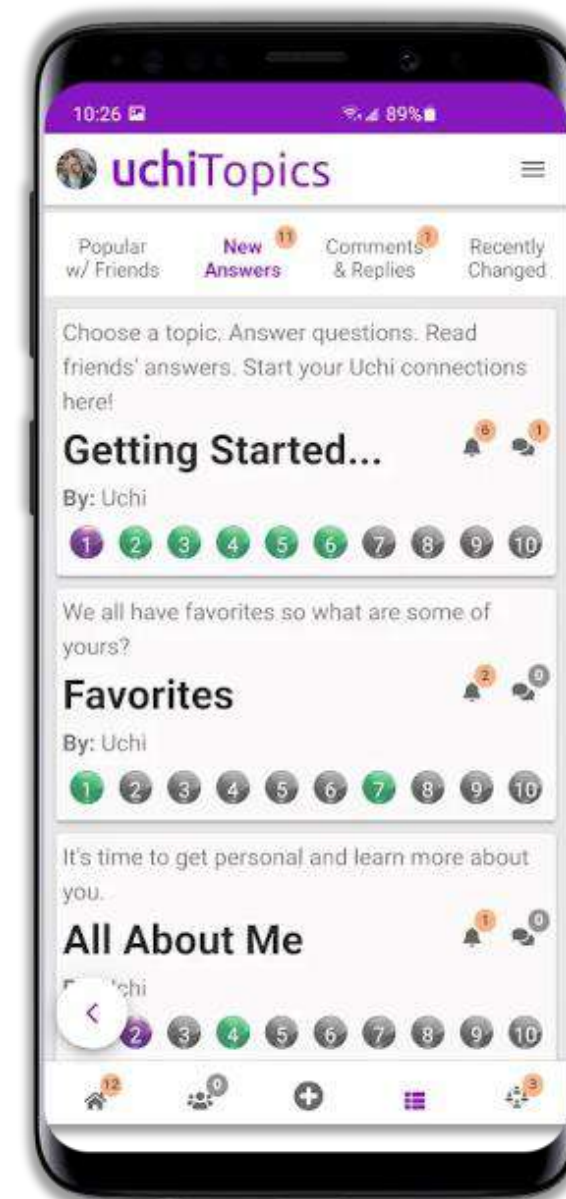 10:26 89%
uchiTopics
Popular
w/ Friends
New
Answers
11
Comments
& Replies
1
Recently
Changed
Choose a topic. Answer questions. Read
friends' answers. Start your Uchi connections
here!
Getting Started...
6 1
By: Uchi
1 2 3 4 5 6 7 8 9 10
We all have favorites so what are some of
yours?
Favorites
2 0
By: Uchi
1 2 3 4 5 6 7 8 9 10
It's time to get personal and learn more about
you.
All About Me
1 0
chi
2 3 4 5 6 7 8 9 10
12 0 3